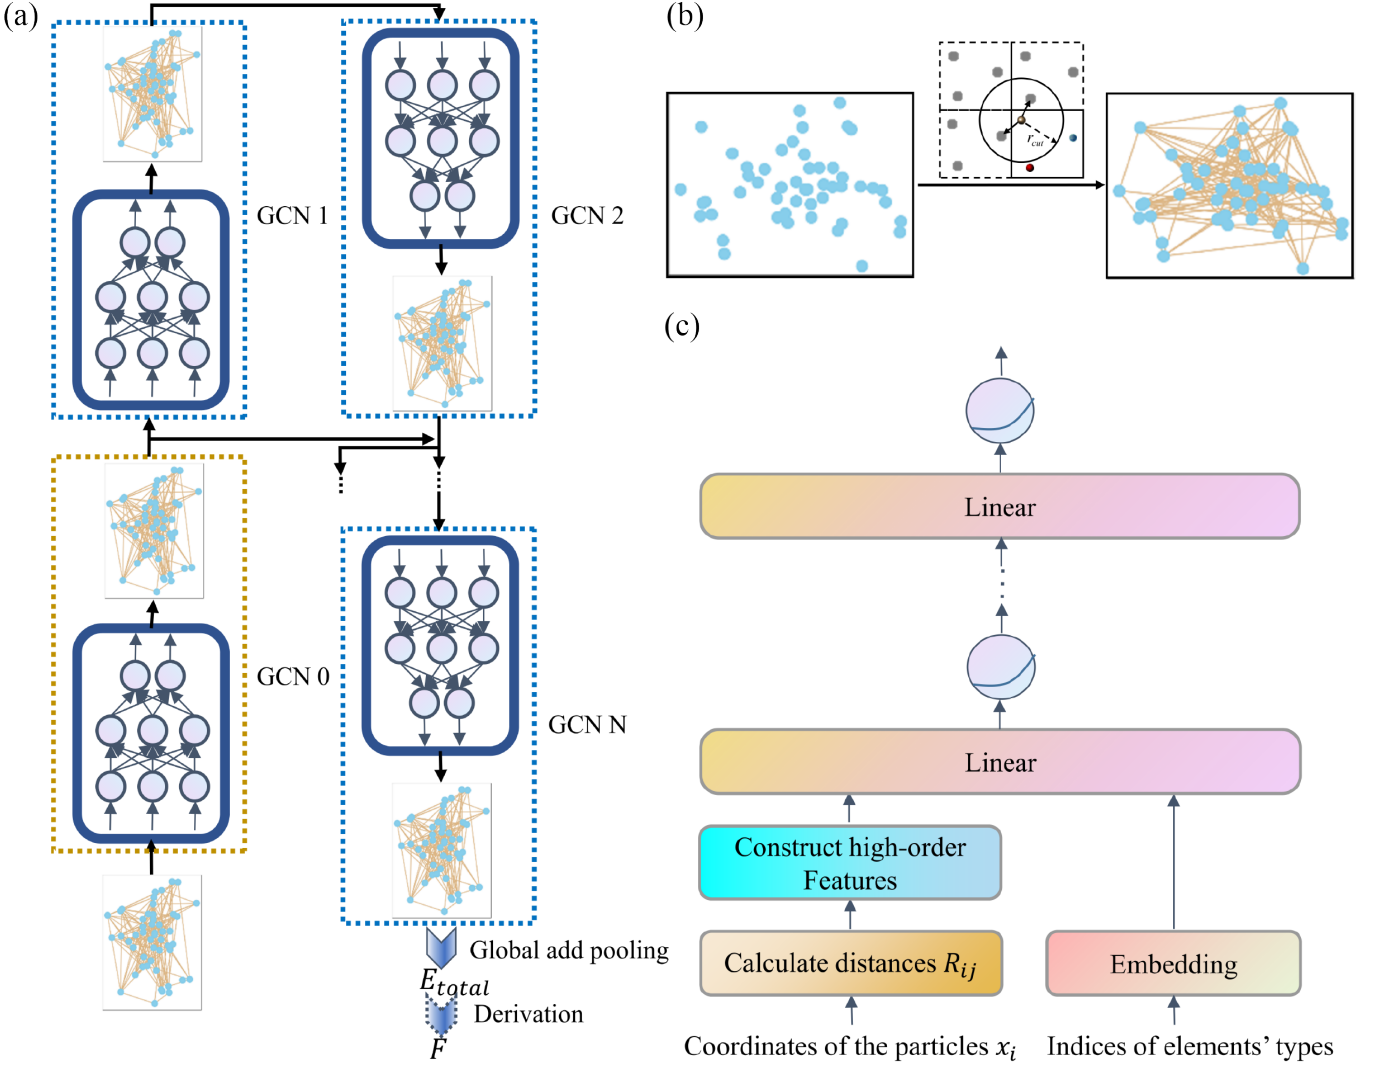 (a)
GCN 1
GCN 2
GCN 0
GCN N
Global add pooling
E_total
Derivation
F
(b)
r_cut
(c)
Linear
Linear
Construct high-order
Features
Calculate distances R_ij
Embedding
Coordinates of the particles x_i
Indices of elements' types